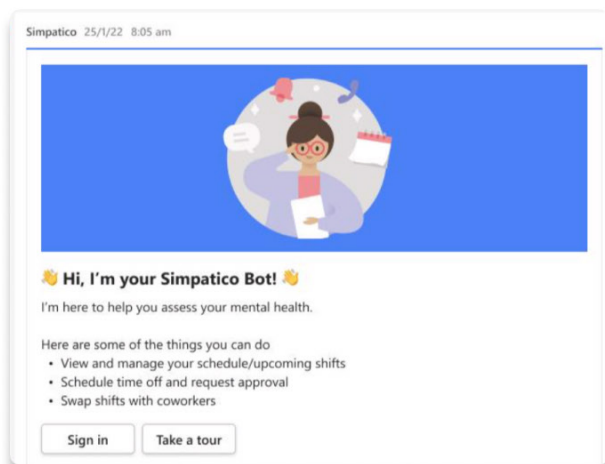 Simpatico 25/1/22 8:05 am
👋 Hi, I'm your Simpatico Bot! 👋
I'm here to help you assess your mental health.
Here are some of the things you can do
• View and manage your schedule/upcoming shifts
• Schedule time off and request approval
• Swap shifts with coworkers
Sign in Take a tour